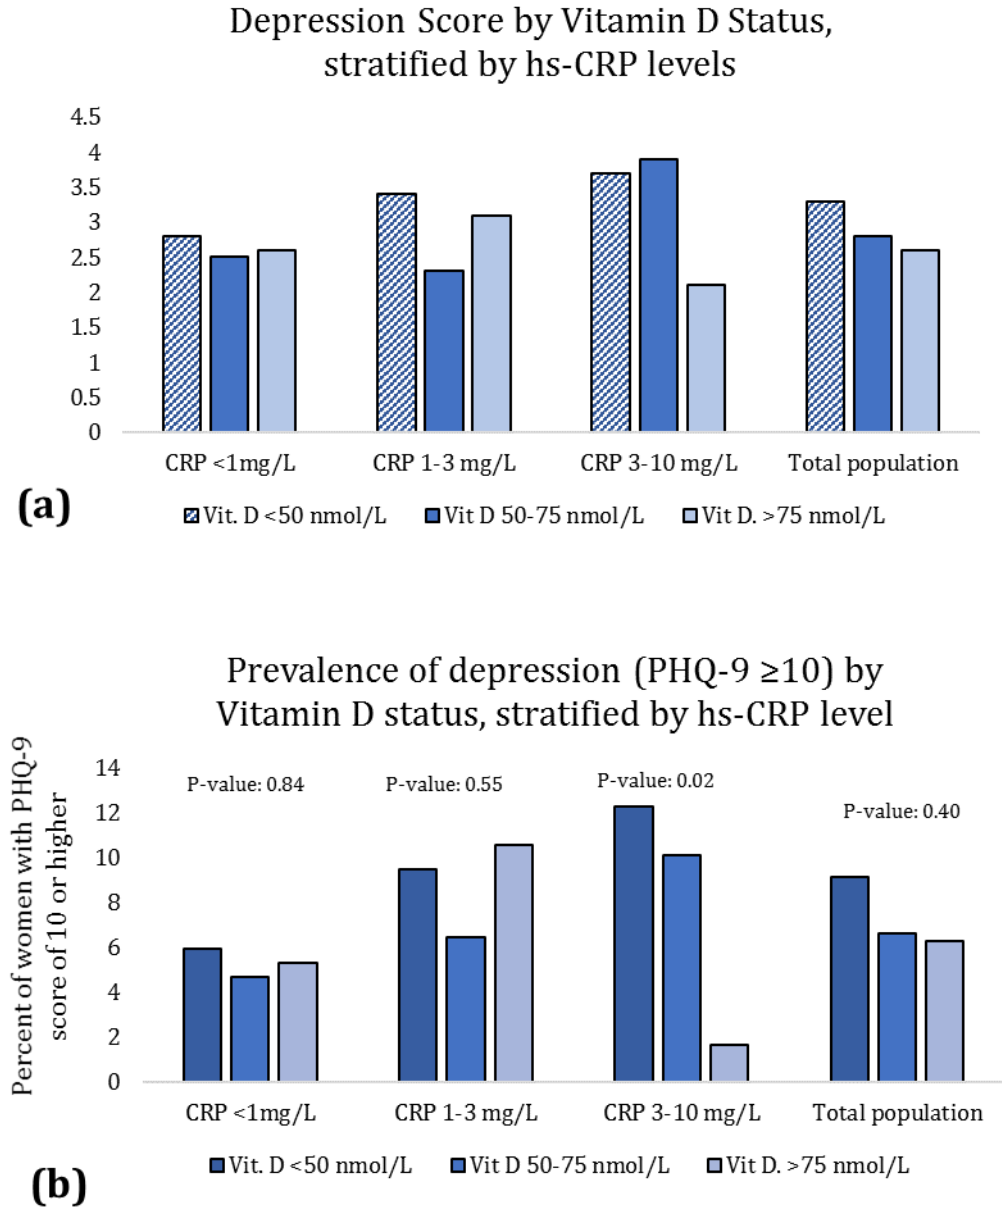 Depression Score by Vitamin D Status,
stratified by hs-CRP levels
4.5
4
3.5
3
2.5
2
1.5
1
0.5
0
CRP <1mg/L
CRP 1-3 mg/L
CRP 3-10 mg/L
Total population
(a)
Vit. D <50 nmol/L
Vit D 50-75 nmol/L
Vit D. >75 nmol/L
Prevalence of depression (PHQ-9 ≥10) by
Vitamin D status, stratified by hs-CRP level
Percent of women with PHQ-9
score of 10 or higher
14
12
10
8
6
4
2
0
P-value: 0.84
P-value: 0.55
P-value: 0.02
P-value: 0.40
CRP <1mg/L
CRP 1-3 mg/L
CRP 3-10 mg/L
Total population
Vit. D <50 nmol/L
Vit D 50-75 nmol/L
Vit D. >75 nmol/L
(b)